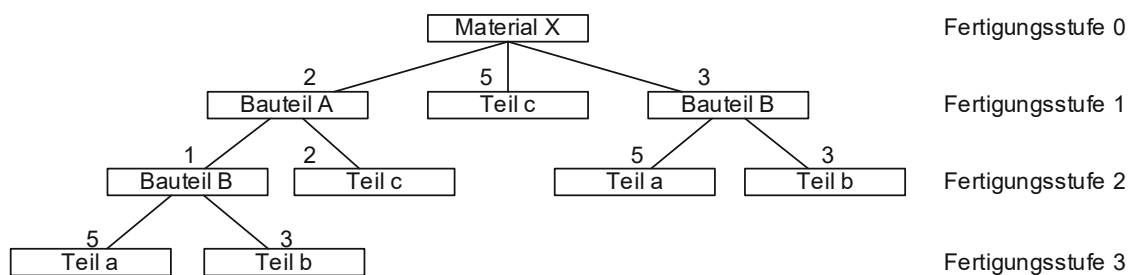 Material X Fertigungsstufe 0
2 5 3
Bauteil A Teil c Bauteil B Fertigungsstufe 1
1 2 5 3
Bauteil B Teil c Teil a Teil b Fertigungsstufe 2
5 3
Teil a Teil b Fertigungsstufe 3